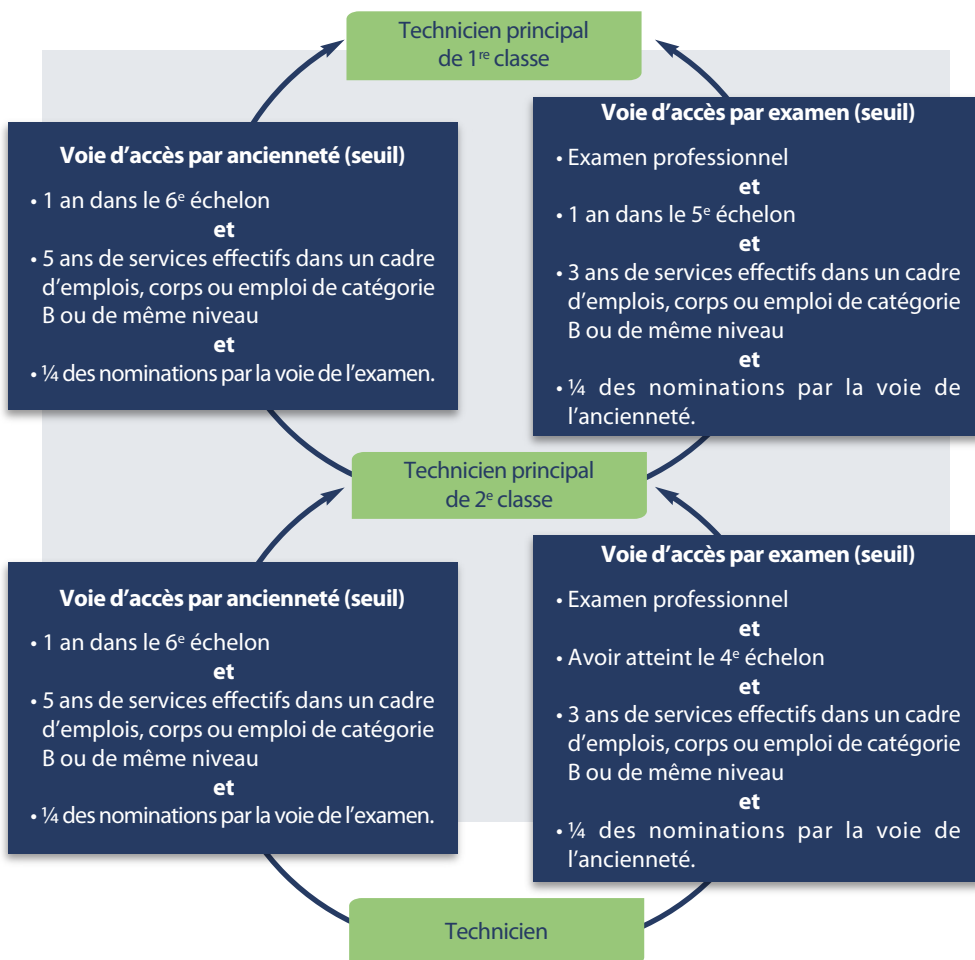 Technicien principal
de 1re classe
Voie d’accès par ancienneté (seuil)
• 1 an dans le 6e échelon
et
• 5 ans de services effectifs dans un cadre
d’emplois, corps ou emploi de catégorie
B ou de même niveau
et
• ¼ des nominations par la voie de l’examen.
Voie d’accès par examen (seuil)
• Examen professionnel
et
• 1 an dans le 5e échelon
et
• 3 ans de services effectifs dans un cadre
d’emplois, corps ou emploi de catégorie
B ou de même niveau
et
• ¼ des nominations par la voie de
l’ancienneté.
Technicien principal
de 2e classe
Voie d’accès par ancienneté (seuil)
• 1 an dans le 6e échelon
et
• 5 ans de services effectifs dans un cadre
d’emplois, corps ou emploi de catégorie
B ou de même niveau
et
• ¼ des nominations par la voie de l’examen.
Voie d’accès par examen (seuil)
• Examen professionnel
et
• Avoir atteint le 4e échelon
et
• 3 ans de services effectifs dans un cadre
d’emplois, corps ou emploi de catégorie
B ou de même niveau
et
• ¼ des nominations par la voie de
l’ancienneté.
Technicien